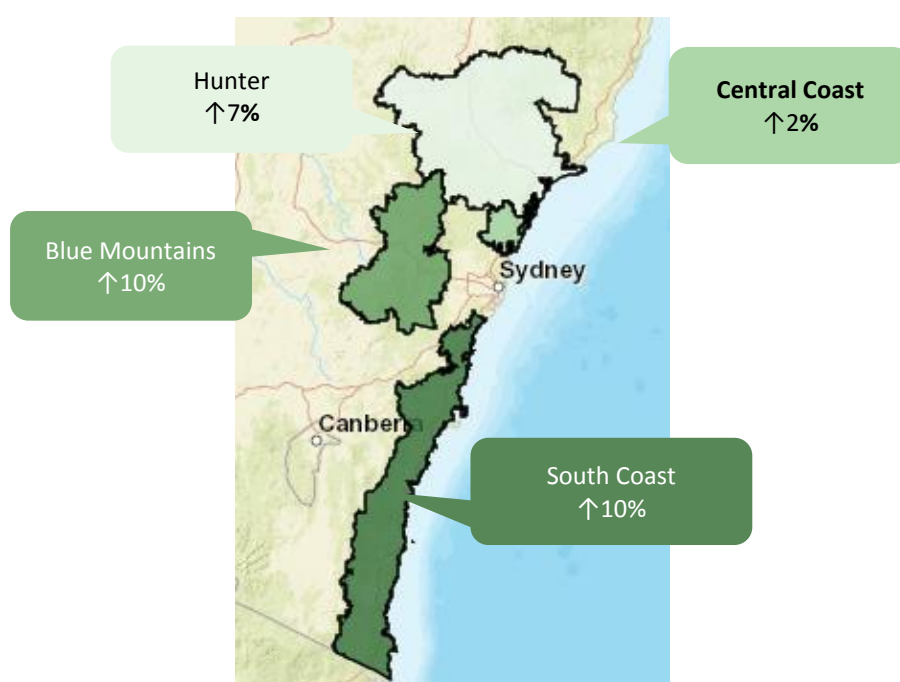 Hunter
↑7%
Central Coast
↑2%
Blue Mountains
↑10%
Sydney
Canberra
South Coast
↑10%